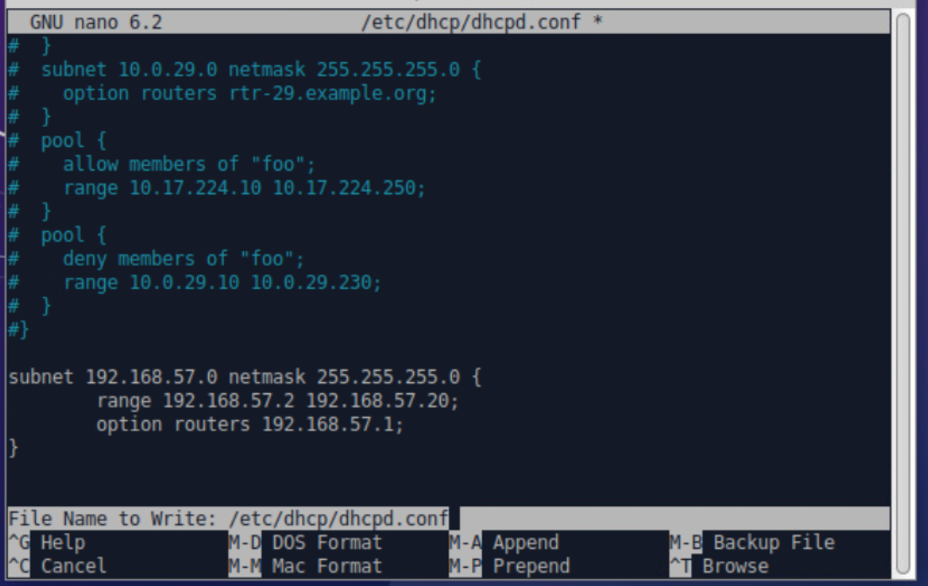 GNU nano 6.2 /etc/dhcp/dhcpd.conf *
#  }
#  subnet 10.0.29.0 netmask 255.255.255.0 {
#    option routers rtr-29.example.org;
#  }
#  pool {
#    allow members of "foo";
#    range 10.17.224.10 10.17.224.250;
#  }
#  pool {
#    deny members of "foo";
#    range 10.0.29.10 10.0.29.230;
#  }
#}
subnet 192.168.57.0 netmask 255.255.255.0 {
        range 192.168.57.2 192.168.57.20;
        option routers 192.168.57.1;
}
File Name to Write: /etc/dhcp/dhcpd.conf
^G Help M-D DOS Format M-A Append M-B Backup File
^C Cancel M-M Mac Format M-P Prepend ^T Browse